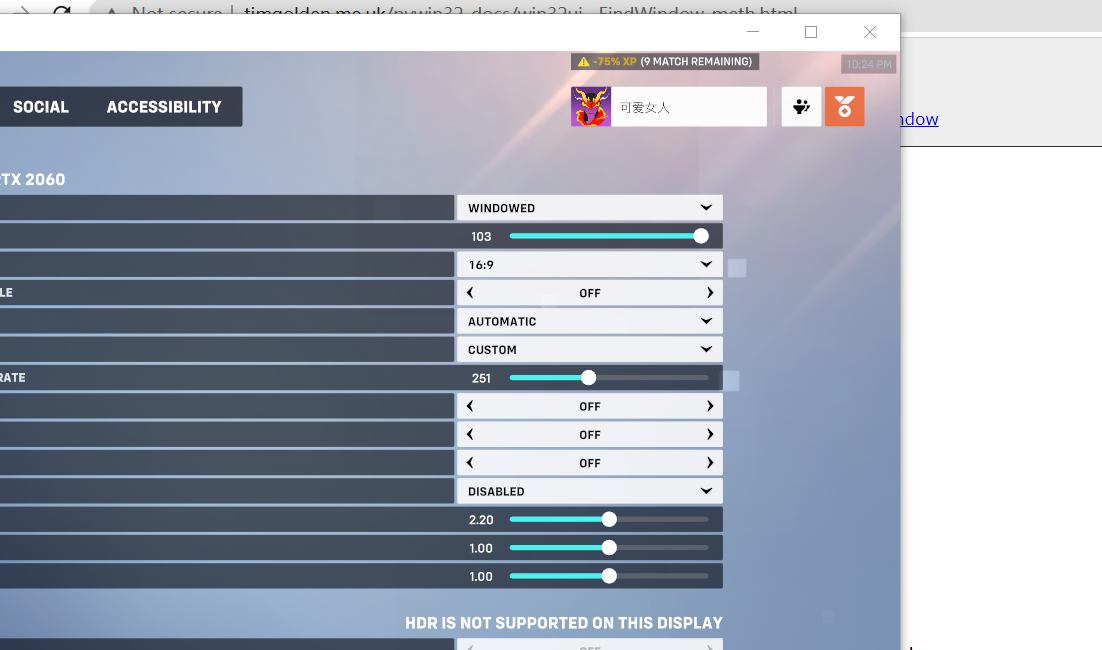 Not secure | timgolden.me.uk/pywin32-docs/win32ui__FindWindow_meth.html
-75% XP (9 MATCH REMAINING)
10:24 PM
SOCIAL ACCESSIBILITY
可爱女人
ndow
RTX 2060
WINDOWED
103
16:9
LE OFF
AUTOMATIC
CUSTOM
RATE 251
OFF
OFF
OFF
DISABLED
2.20
1.00
1.00
HDR IS NOT SUPPORTED ON THIS DISPLAY
OFF